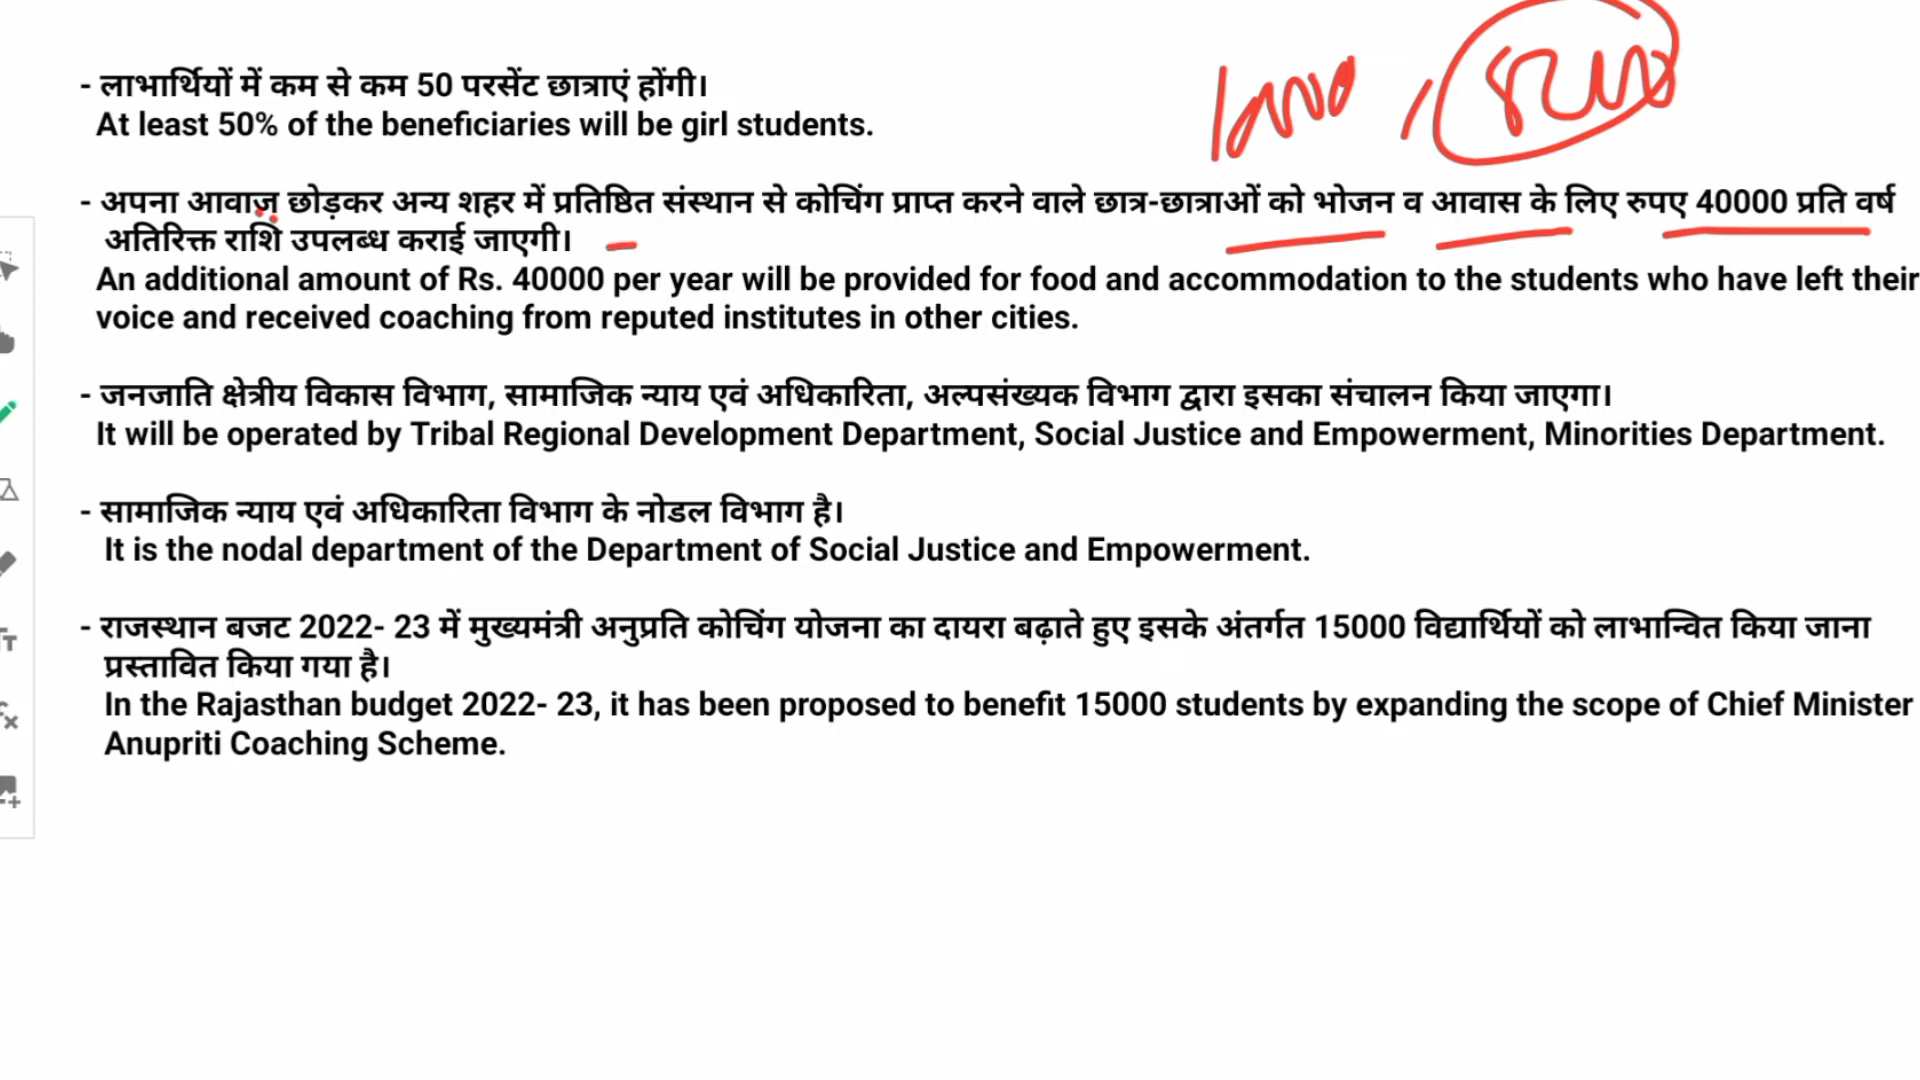 - लाभार्थियों में कम से कम 50 परसेंट छात्राएं होंगी।
At least 50% of the beneficiaries will be girl students.
- अपना आवाज़ छोड़कर अन्य शहर में प्रतिष्ठित संस्थान से कोचिंग प्राप्त करने वाले छात्र-छात्राओं को भोजन व आवास के लिए रुपए 40000 प्रति वर्ष
अतिरिक्त राशि उपलब्ध कराई जाएगी।
An additional amount of Rs. 40000 per year will be provided for food and accommodation to the students who have left their
voice and received coaching from reputed institutes in other cities.
- जनजाति क्षेत्रीय विकास विभाग, सामाजिक न्याय एवं अधिकारिता, अल्पसंख्यक विभाग द्वारा इसका संचालन किया जाएगा।
It will be operated by Tribal Regional Development Department, Social Justice and Empowerment, Minorities Department.
- सामाजिक न्याय एवं अधिकारिता विभाग के नोडल विभाग है।
It is the nodal department of the Department of Social Justice and Empowerment.
- राजस्थान बजट 2022- 23 में मुख्यमंत्री अनुप्रति कोचिंग योजना का दायरा बढ़ाते हुए इसके अंतर्गत 15000 विद्यार्थियों को लाभान्वित किया जाना
प्रस्तावित किया गया है।
In the Rajasthan budget 2022- 23, it has been proposed to benefit 15000 students by expanding the scope of Chief Minister
Anupriti Coaching Scheme.